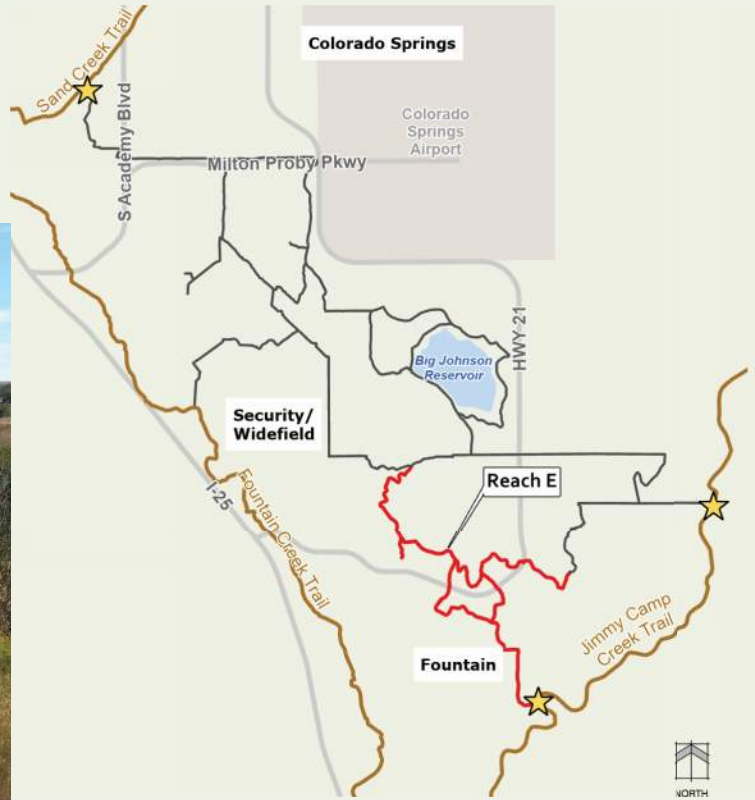 Colorado Springs
Sand Creek Trail
S Academy Blvd
Colorado
Springs
Airport
Milton Proby Pkwy
HWY 21
Big Johnson
Reservoir
Security/
Widefield
Reach E
I-25
Fountain Creek Trail
Jimmy Camp
Creek Trail
Fountain
NORTH